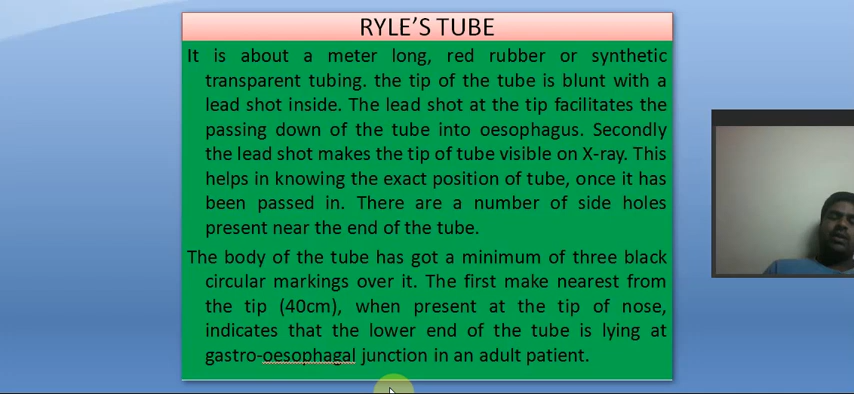 RYLE'S TUBE
It is about a meter long, red rubber or synthetic
transparent tubing. the tip of the tube is blunt with a
lead shot inside. The lead shot at the tip facilitates the
passing down of the tube into oesophagus. Secondly
the lead shot makes the tip of tube visible on X-ray. This
helps in knowing the exact position of tube, once it has
been passed in. There are a number of side holes
present near the end of the tube.
The body of the tube has got a minimum of three black
circular markings over it. The first make nearest from
the tip (40cm), when present at the tip of nose,
indicates that the lower end of the tube is lying at
gastro-oesophagal junction in an adult patient.